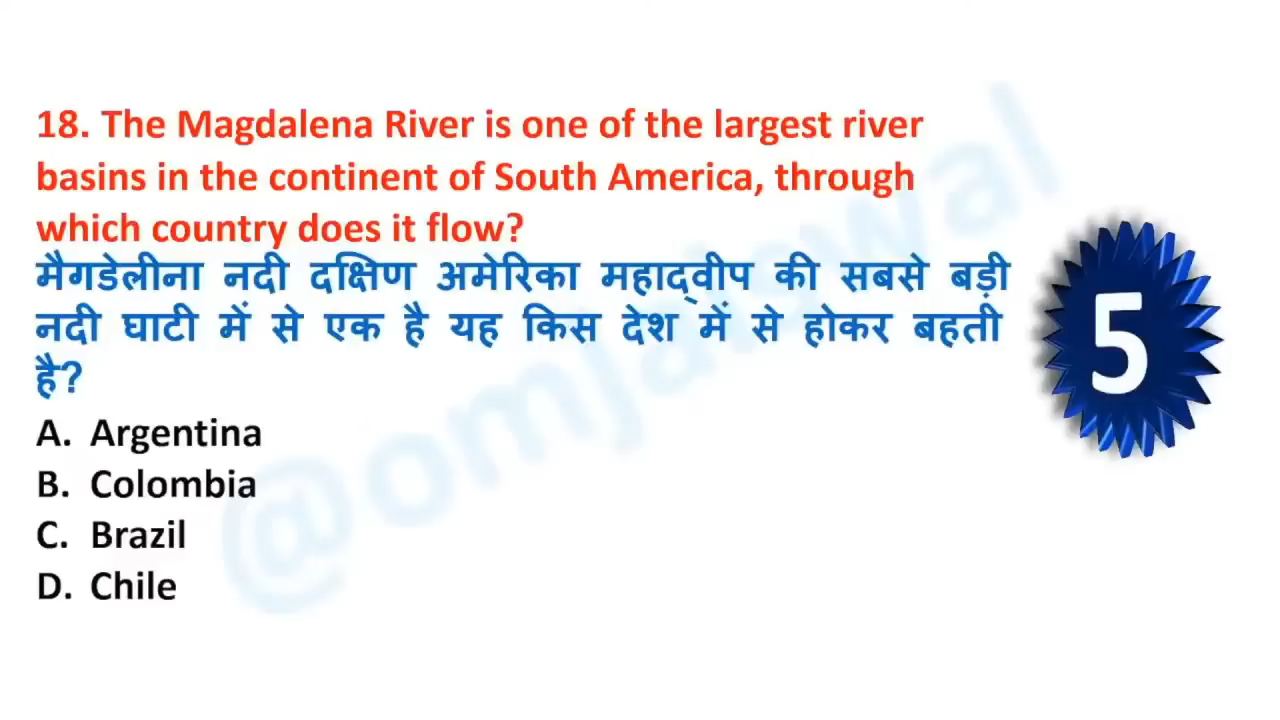 18. The Magdalena River is one of the largest river
basins in the continent of South America, through
which country does it flow?
मैगडेलीना नदी दक्षिण अमेरिका महाद्वीप की सबसे बड़ी
नदी घाटी में से एक है यह किस देश में से होकर बहती
है?
A. Argentina
B. Colombia
C. Brazil
D. Chile
5
@omjaiswal